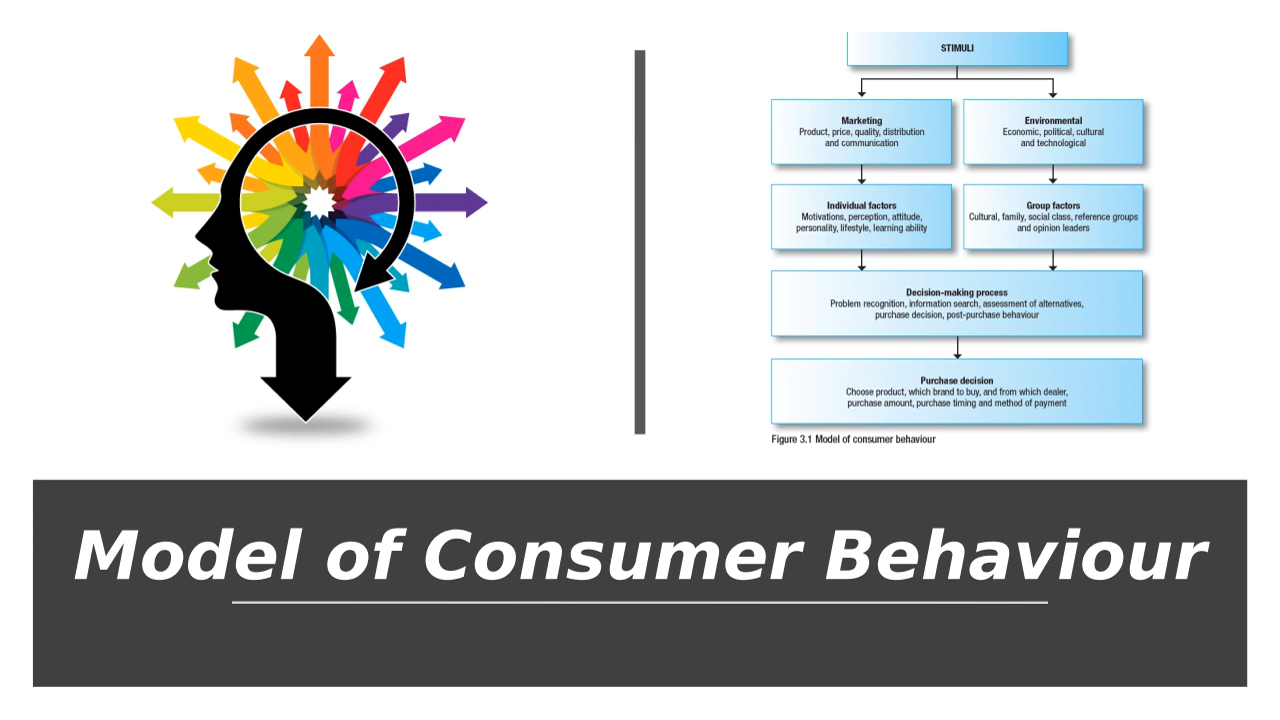 STIMULI
Marketing
Product, price, quality, distribution
and communication
Environmental
Economic, political, cultural
and technological
Individual factors
Motivations, perception, attitude,
personality, lifestyle, learning ability
Group factors
Cultural, family, social class, reference groups
and opinion leaders
Decision-making process
Problem recognition, information search, assessment of alternatives,
purchase decision, post-purchase behaviour
Purchase decision
Choose product, which brand to buy, and from which dealer,
purchase amount, purchase timing and method of payment
Figure 3.1 Model of consumer behaviour
Model of Consumer Behaviour